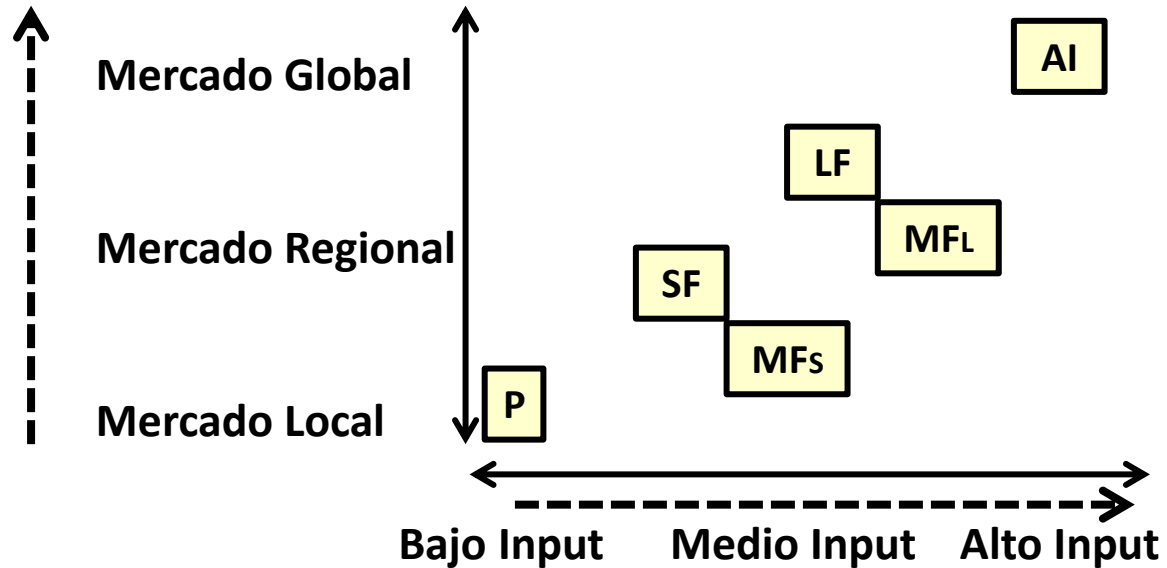 Mercado Global
AI
LF
Mercado Regional
MFL
SF
MFS
Mercado Local
P
Bajo Input Medio Input Alto Input